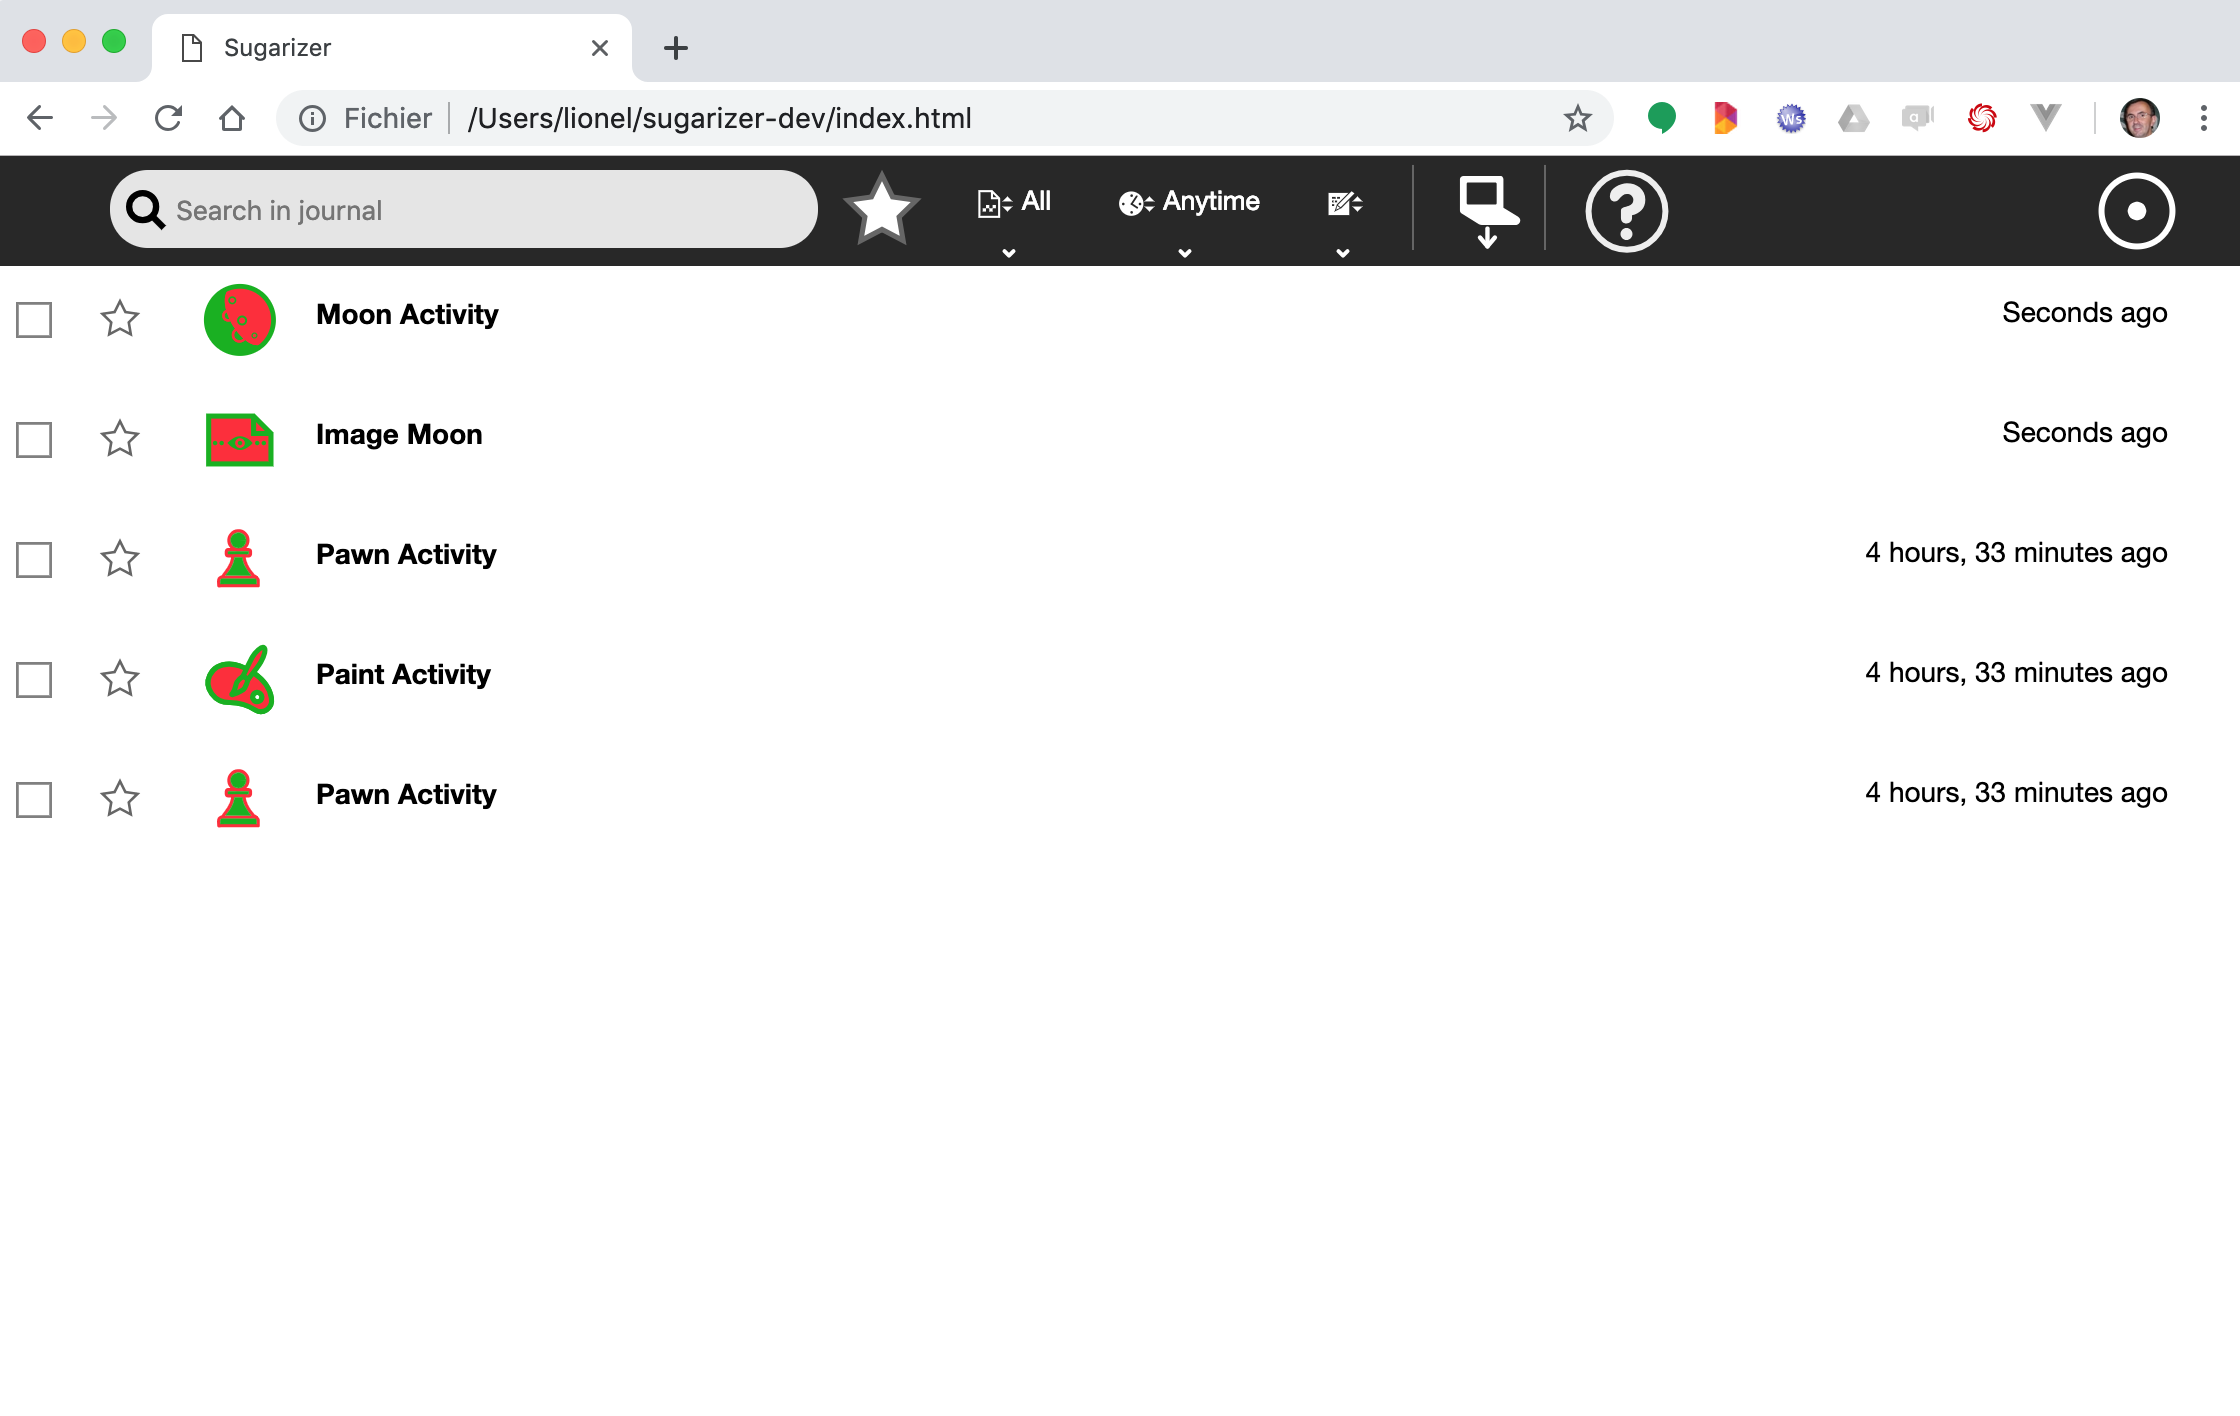 Sugarizer
Fichier /Users/lionel/sugarizer-dev/index.html
Ws
a
Search in journal
All
Anytime
Moon Activity
Seconds ago
Image Moon
Seconds ago
Pawn Activity
4 hours, 33 minutes ago
Paint Activity
4 hours, 33 minutes ago
Pawn Activity
4 hours, 33 minutes ago